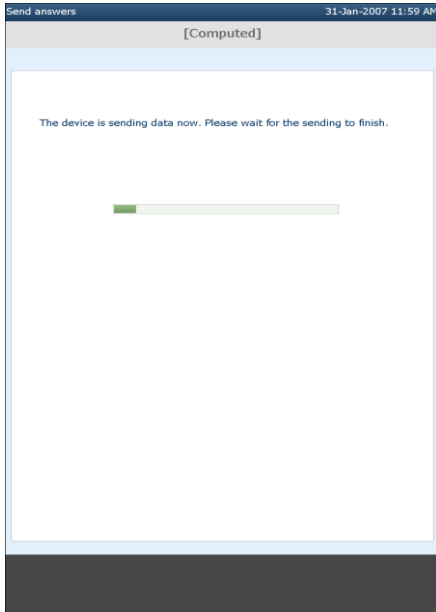 Send answers 31-Jan-2007 11:59 AM
[Computed]
The device is sending data now. Please wait for the sending to finish.